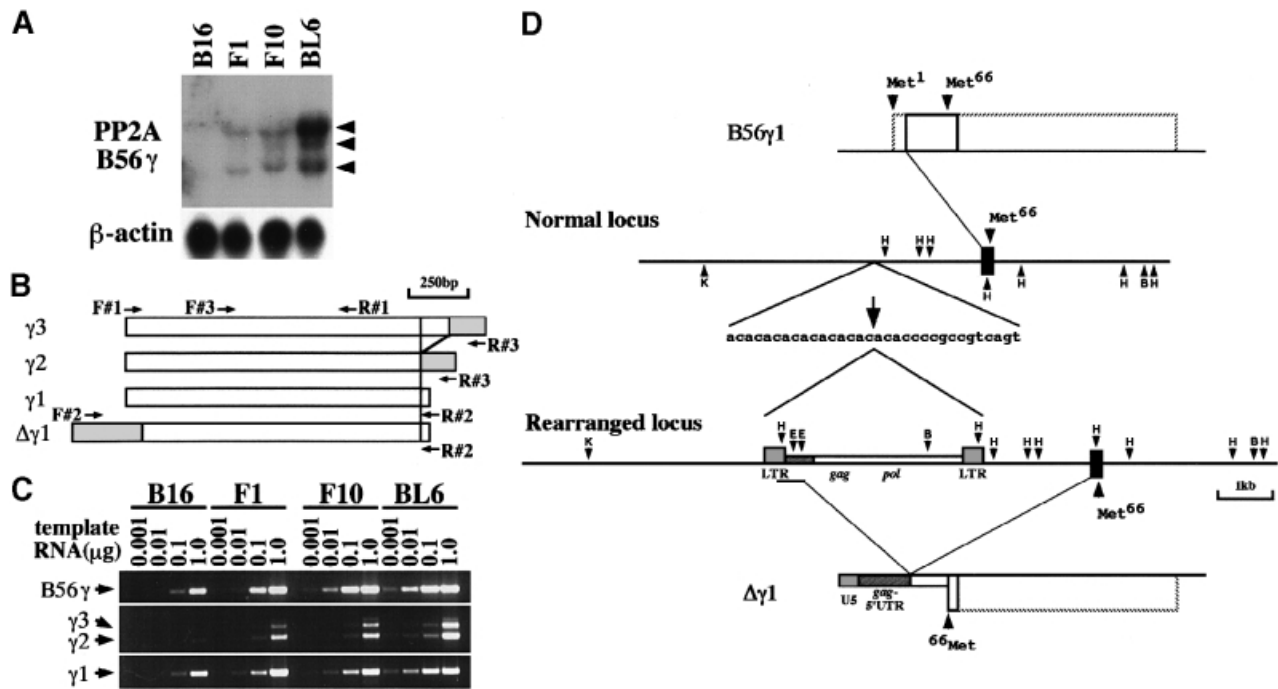 A
B16 F1 F10 BL6
PP2A
B56γ
β-actin
B
250bp
F#1 F#3 R#1
γ3
R#3
γ2
R#3
γ1
F#2 R#2
Δγ1
R#2
C
B16 F1 F10 BL6
template
RNA(μg)
0.001 0.01 0.1 1.0 0.001 0.01 0.1 1.0 0.001 0.01 0.1 1.0 0.001 0.01 0.1 1.0
B56γ
γ3
γ2
γ1
D
Met1 Met66
B56γ1
Normal locus
Met66
H H H
K H H H B H
acacacacacacacacacaccccgccgtcagt
Rearranged locus
K H E E B H H H H H H H B H
LTR gag pol LTR
Met66
1kb
Δγ1
U5 gag-
5'UTR
66Met